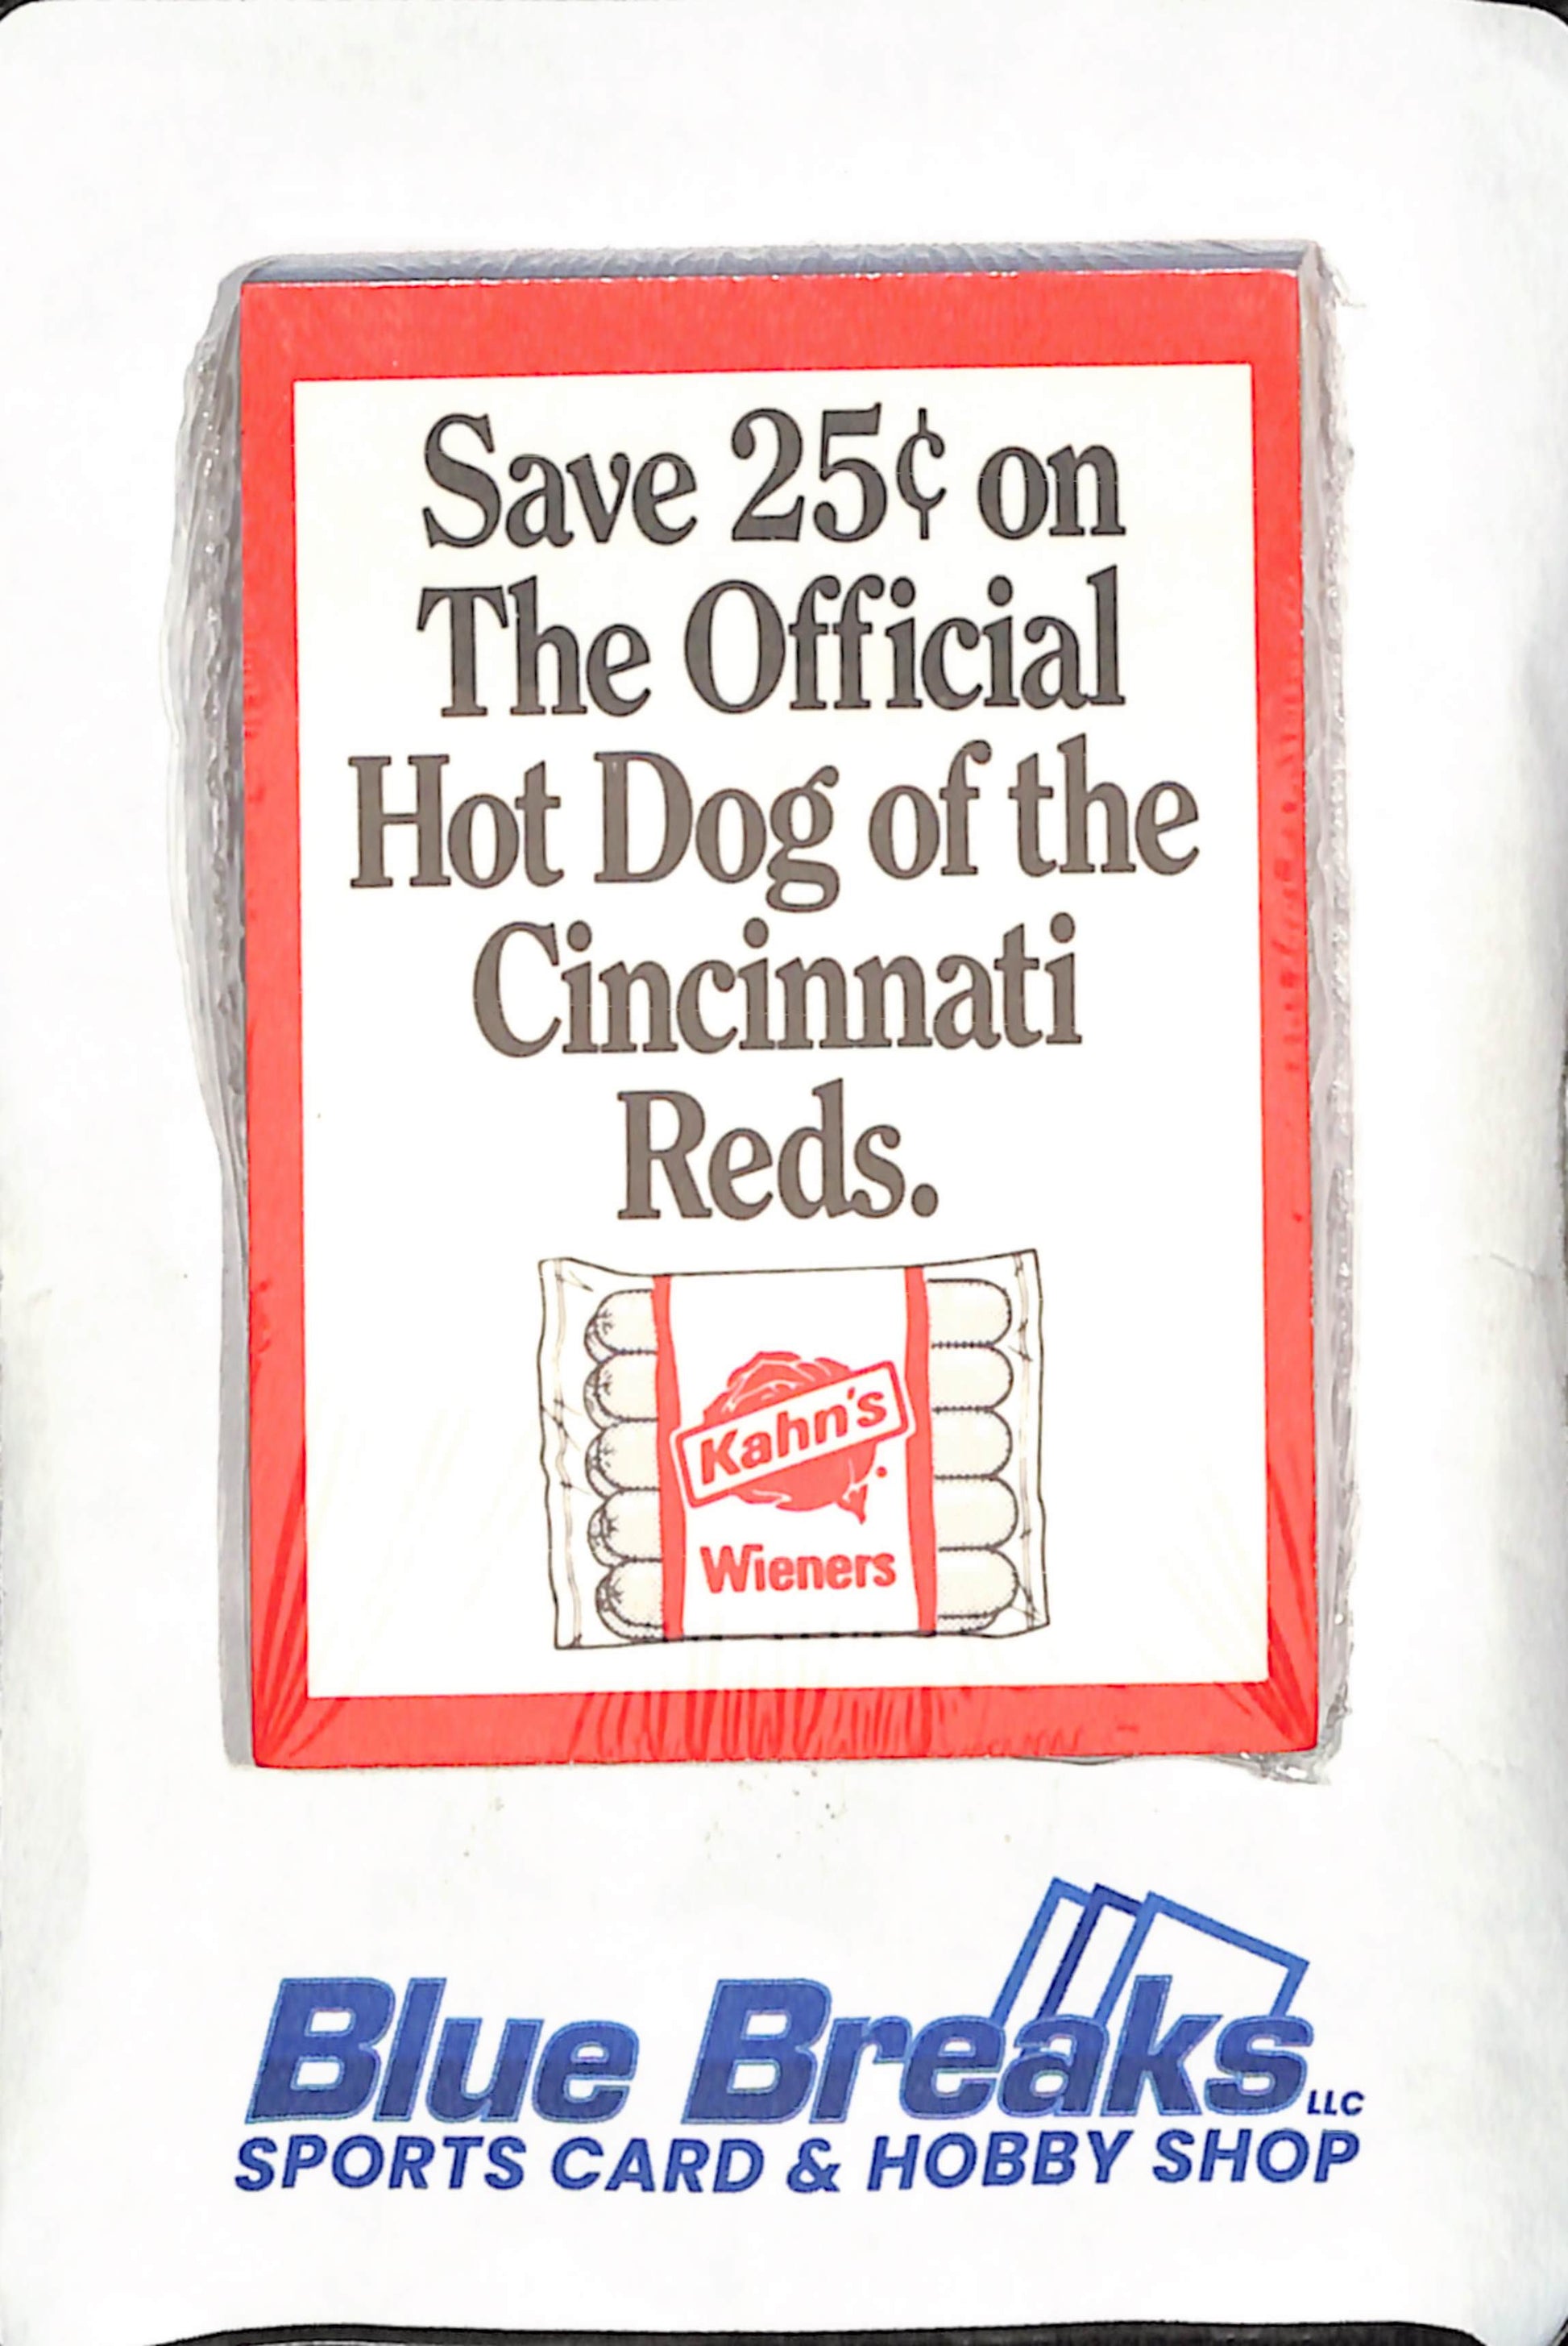 Save 25¢ on
The Official
Hot Dog of the
Cincinnati
Reds.
Kahn's
Wieners
Blue Breaks LLC
SPORTS CARD & HOBBY SHOP